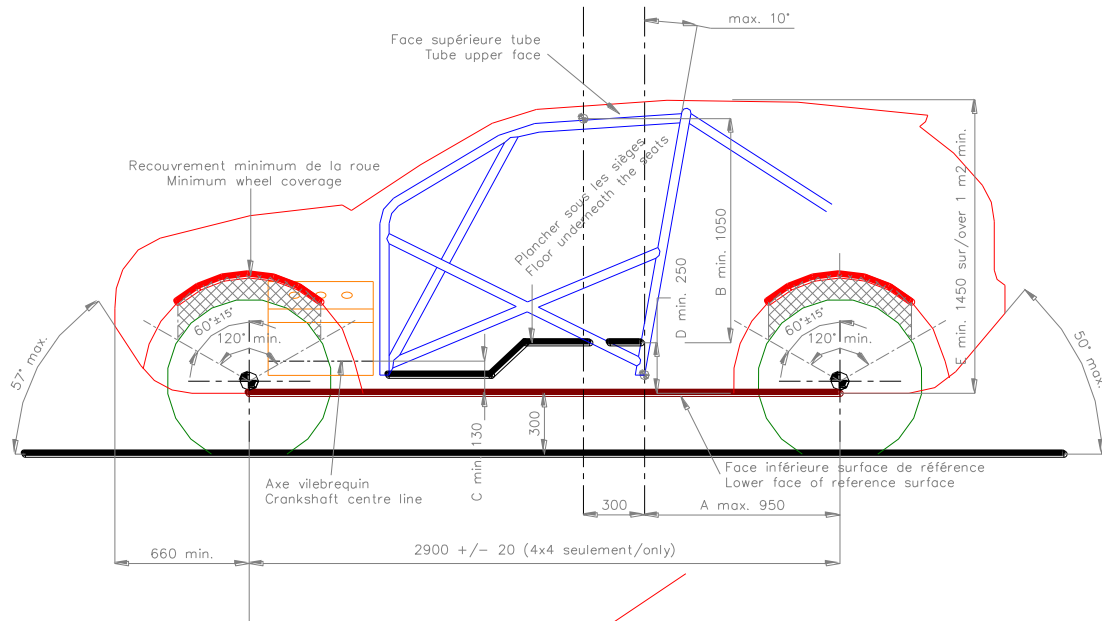 max. 10°
Face supérieure tube
Tube upper face
Recouvrement minimum de la roue
Minimum wheel coverage
Plancher sous les sièges
Floor underneath the seats
B min. 1050
D min. 250
E min. 1450 sur/over 1 m2 min.
60°±15°
120° min.
60°±15°
120° min.
57° max.
50° max.
C min. 130
300
Axe vilebrequin
Crankshaft centre line
Face inférieure surface de référence
Lower face of reference surface
300
A max. 950
660 min.
2900 +/- 20 (4x4 seulement/only)